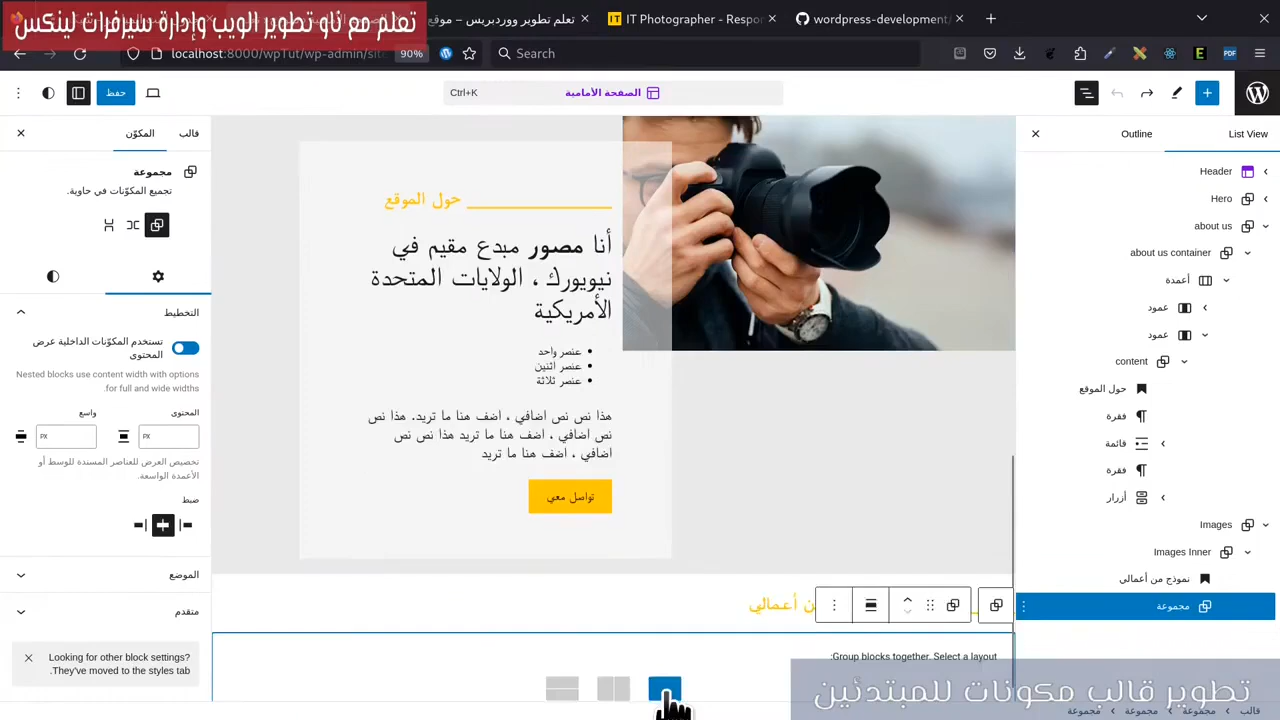 تعلم مع ناو تطوير الويب وإدارة سيرفرات لينكس
تعلم تطوير وردبريس – موقع
IT Photographer - Respor
wordpress-development/
localhost:8000/wpTut/wp-admin/sit
90%
Search
حفظ
Ctrl+K
الصفحة الأمامية
قالب
المكوّن
مجموعة
تجميع المكوّنات في حاوية.
التخطيط
تستخدم المكوّنات الداخلية عرض
المحتوى
Nested blocks use content width with options
for full and wide widths.
المحتوى
واسع
PX
PX
تخصيص العرض للعناصر المسندة للوسط أو
الأعمدة الواسعة.
ضبط
الموضع
متقدم
Looking for other block settings?
They've moved to the styles tab.
حول الموقع
أنا مصور مبدع مقيم في
نيويورك ، الولايات المتحدة
الأمريكية
عنصر واحد
عنصر اثنين
عنصر ثلاثة
هذا نص نص اضافي ، اضف هنا ما تريد. هذا نص
نص اضافي ، اضف هنا ما تريد هذا نص نص
اضافي ، اضف هنا ما تريد
تواصل معي
ن أعمالي
Group blocks together. Select a layout:
List View
Outline
Header
Hero
about us
about us container
أعمدة
عمود
عمود
content
حول الموقع
فقرة
قائمة
فقرة
أزرار
Images
Images Inner
نموذج من أعمالي
مجموعة
تطوير قالب مكونات للمبتدئين
قالب
مجموعة
مجموعة
مجموعة